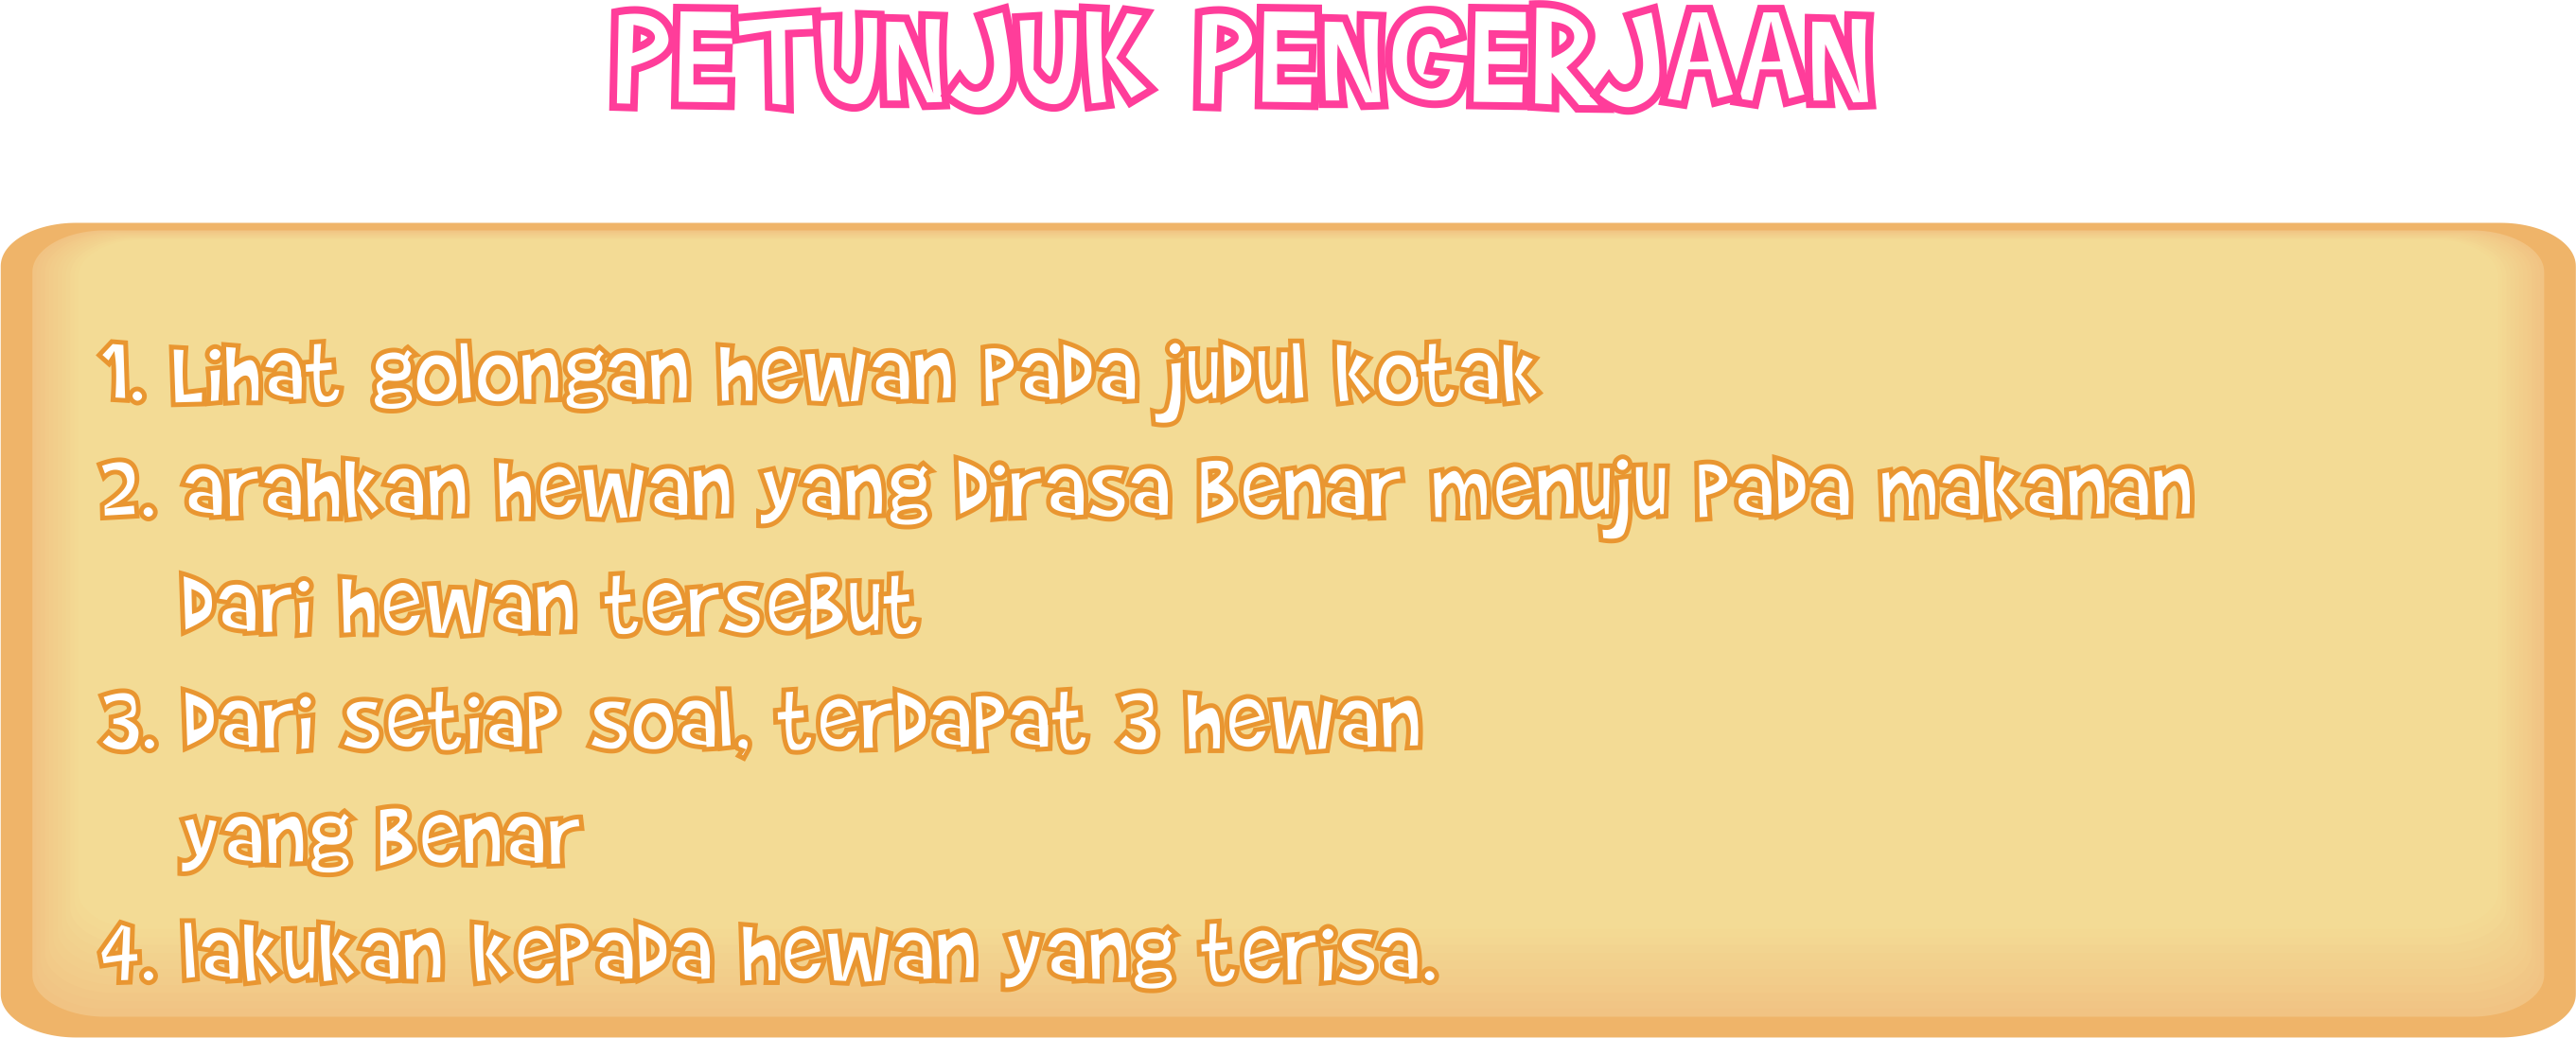 PETUNJUK PENGERJAAN
1. Lihat golongan hewan pada judul kotak
2. arahkan hewan yang dirasa benar menuju pada makanan
dari hewan tersebut
3. dari setiap soal, terdapat 3 hewan
yang benar
4. lakukan kepada hewan yang terisa.